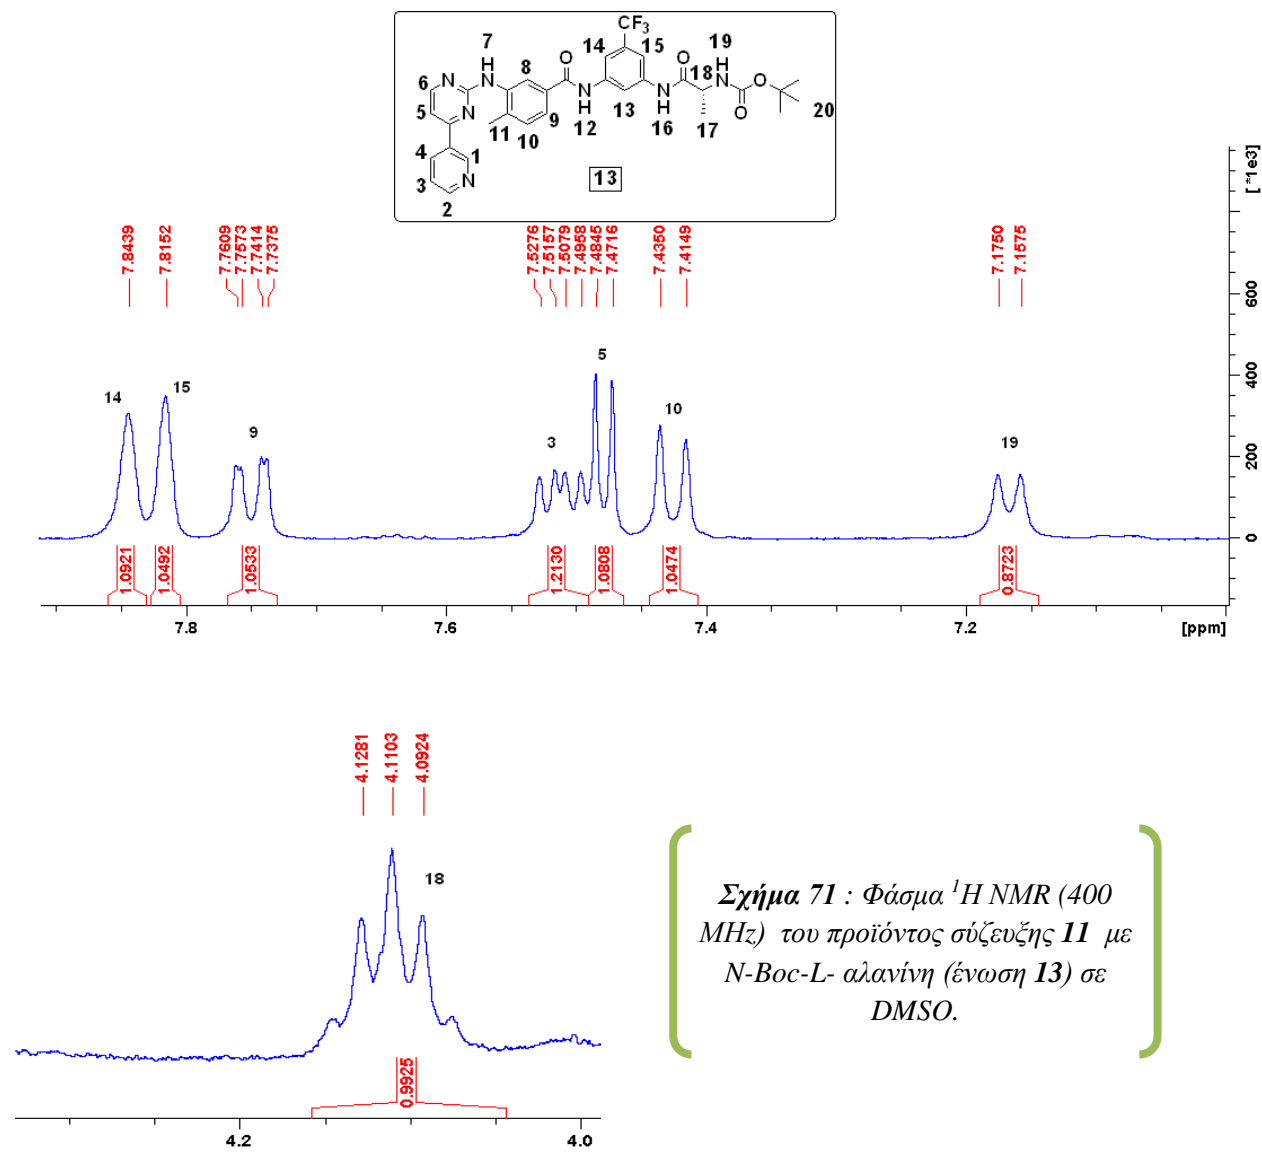 CF3
7
14
15
19
NH
8
O
O
18
H
N
6
N
H
N
O
5
N
N
H
N
H
O
20
11
9
12
13
16
17
10
4
1
13
3
N
2
[ *1e3]
7.8439
7.8152
7.7609
7.7573
7.7414
7.7375
7.5276
7.5157
7.5079
7.4958
7.4845
7.4716
7.4350
7.4149
7.1750
7.1575
600
400
200
0
14
15
9
3
5
10
19
1.0921
1.0492
1.0533
1.2130
1.0808
1.0474
0.8723
7.8
7.6
7.4
7.2
[ppm]
4.1281
4.1103
4.0924
18
0.9925
4.2
4.0
Σχήμα 71 : Φάσμα 1H NMR (400
MHz) του προϊόντος σύζευξης 11 με
N-Boc-L- αλανίνη (ένωση 13) σε
DMSO.